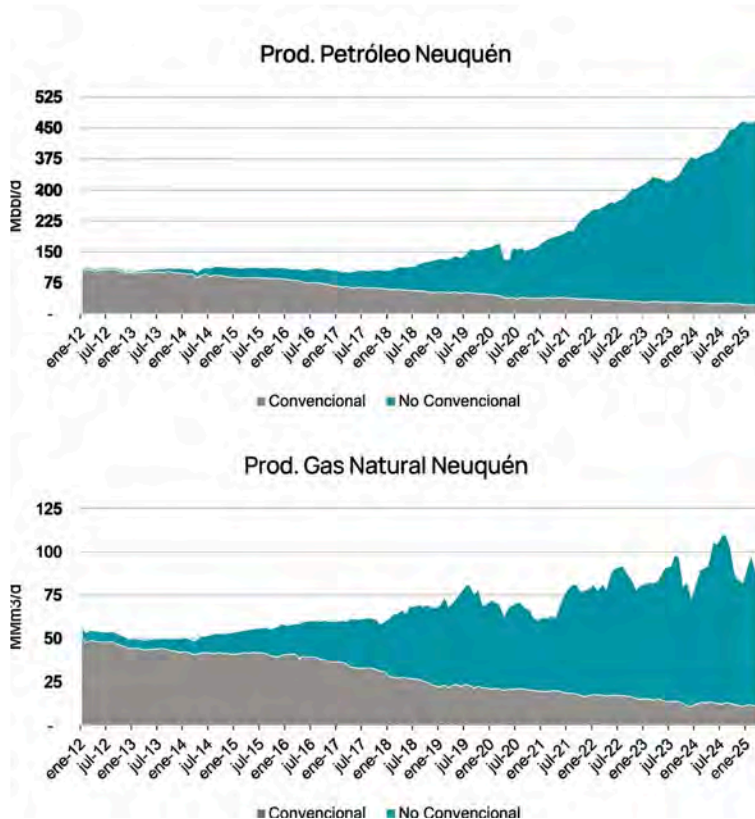 Prod. Petróleo Neuquén
Mbbl/d
525
450
375
300
225
150
75
-
ene-12
jul-12
ene-13
jul-13
ene-14
jul-14
ene-15
jul-15
ene-16
jul-16
ene-17
jul-17
ene-18
jul-18
ene-19
jul-19
ene-20
jul-20
ene-21
jul-21
ene-22
jul-22
ene-23
jul-23
ene-24
jul-24
ene-25
Convencional No Convencional
Prod. Gas Natural Neuquén
MMm3/d
125
100
75
50
25
-
ene-12
jul-12
ene-13
jul-13
ene-14
jul-14
ene-15
jul-15
ene-16
jul-16
ene-17
jul-17
ene-18
jul-18
ene-19
jul-19
ene-20
jul-20
ene-21
jul-21
ene-22
jul-22
ene-23
jul-23
ene-24
jul-24
ene-25
Convencional No Convencional